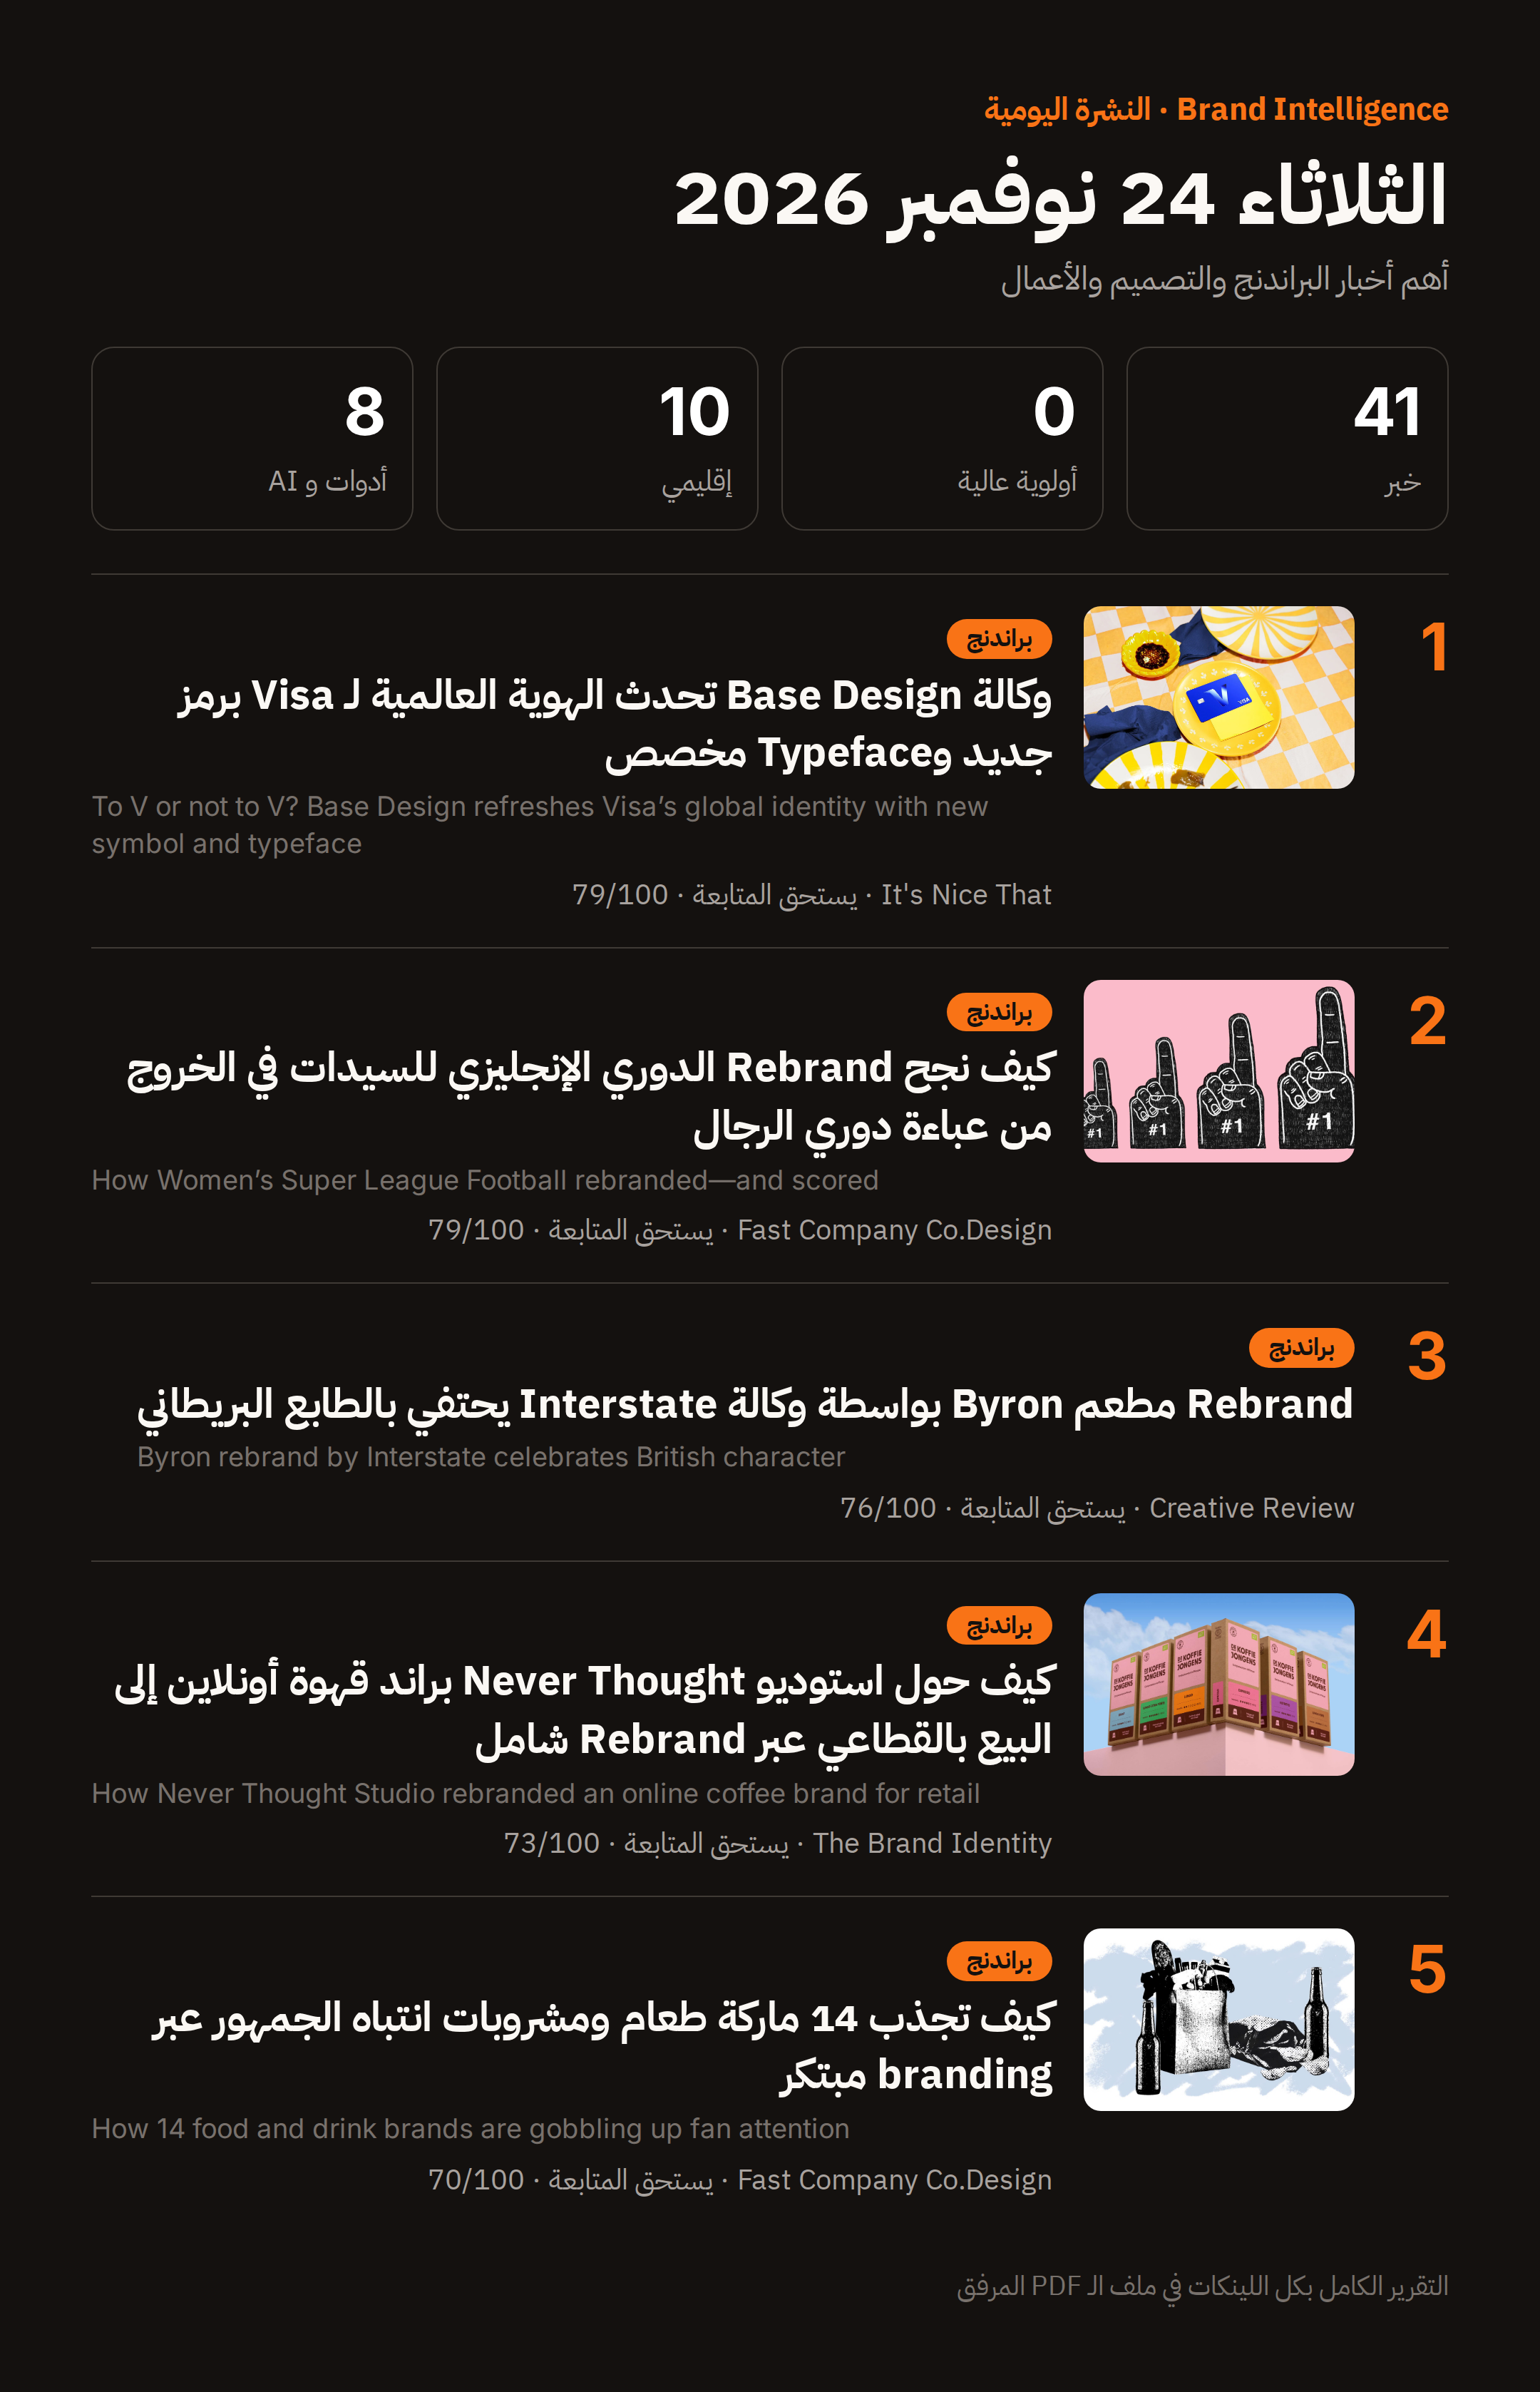 Brand Intelligence · النشرة اليومية
الثلاثاء 24 نوفمبر 2026
أهم أخبار البراندنج والتصميم والأعمال
41
خبر
0
أولوية عالية
10
إقليمي
8
أدوات و AI
1
VISA
براندنج
وكالة Base Design تحدث الهوية العالمية لـ Visa برمز
جديد وTypeface مخصص
To V or not to V? Base Design refreshes Visa’s global identity with new
symbol and typeface
It's Nice That · يستحق المتابعة · 79/100
2
#1
#1
#1
#1
براندنج
كيف نجح Rebrand الدوري الإنجليزي للسيدات في الخروج
من عباءة دوري الرجال
How Women’s Super League Football rebranded—and scored
Fast Company Co.Design · يستحق المتابعة · 79/100
3
براندنج
Rebrand مطعم Byron بواسطة وكالة Interstate يحتفي بالطابع البريطاني
Byron rebrand by Interstate celebrates British character
Creative Review · يستحق المتابعة · 76/100
4
KOFFIE
JONGENS
براندنج
كيف حول استوديو Never Thought براند قهوة أونلاين إلى
البيع بالقطاعي عبر Rebrand شامل
How Never Thought Studio rebranded an online coffee brand for retail
The Brand Identity · يستحق المتابعة · 73/100
5
براندنج
كيف تجذب 14 ماركة طعام ومشروبات انتباه الجمهور عبر
branding مبتكر
How 14 food and drink brands are gobbling up fan attention
Fast Company Co.Design · يستحق المتابعة · 70/100
التقرير الكامل بكل اللينكات في ملف الـ PDF المرفق